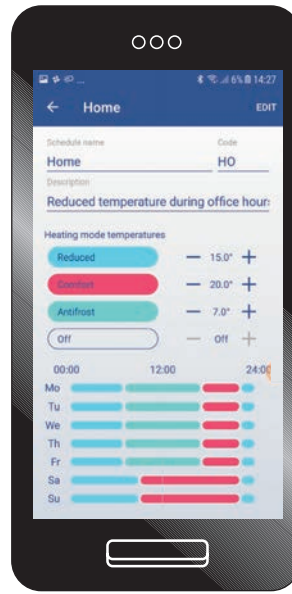 6% 14:27
← Home EDIT
Schedule name Code
Home HO
Description
Reduced temperature during office hour
Heating mode temperatures
Reduced — 15.0° +
Comfort — 20.0° +
Antifrost — 7.0° +
Off — Off +
00:00 12:00 24:00
Mo
Tu
We
Th
Fr
Sa
Su